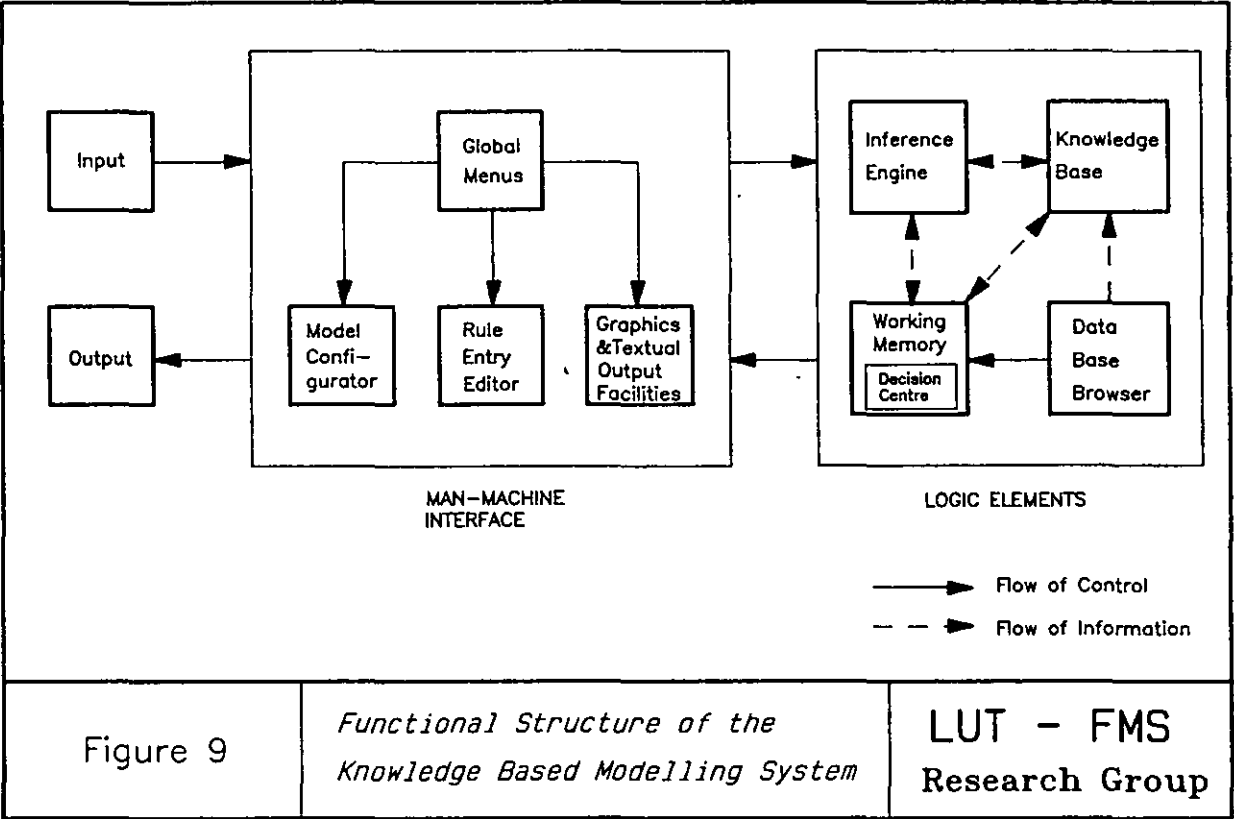 Input
Output
Global
Menus
Model
Confi-
gurator
Rule
Entry
Editor
Graphics
&Textual
Output
Facilities
MAN-MACHINE
INTERFACE
Inference
Engine
Knowledge
Base
Working
Memory
Decision
Centre
Data
Base
Browser
LOGIC ELEMENTS
Flow of Control
Flow of Information
Figure 9
Functional Structure of the
Knowledge Based Modelling System
LUT - FMS
Research Group